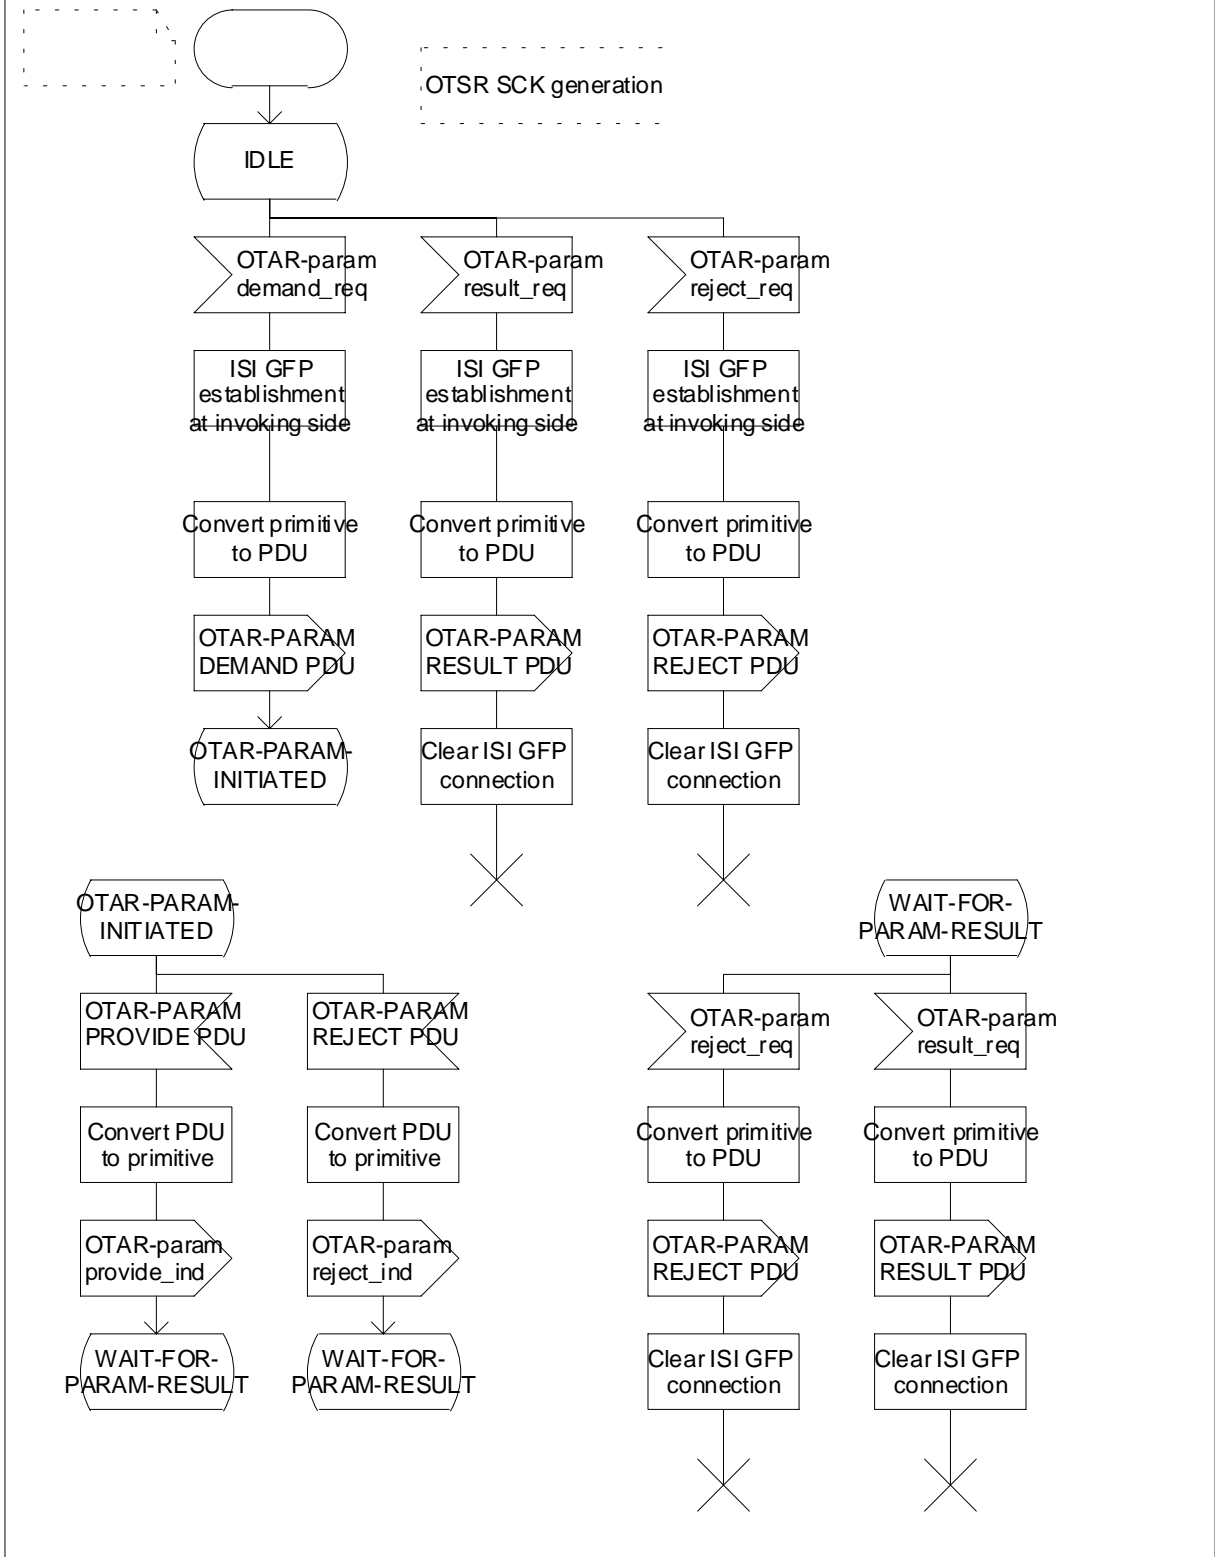 OTSR SCK generation
IDLE
OTAR-param
demand_req
OTAR-param
result_req
OTAR-param
reject_req
ISI GFP
establishment
at invoking side
ISI GFP
establishment
at invoking side
ISI GFP
establishment
at invoking side
Convert primitive
to PDU
Convert primitive
to PDU
Convert primitive
to PDU
OTAR-PARAM
DEMAND PDU
OTAR-PARAM
RESULT PDU
OTAR-PARAM
REJECT PDU
OTAR-PARAM-
INITIATED
Clear ISI GFP
connection
Clear ISI GFP
connection
OTAR-PARAM-
INITIATED
WAIT-FOR-
PARAM-RESULT
OTAR-PARAM
PROVIDE PDU
OTAR-PARAM
REJECT PDU
OTAR-param
reject_req
OTAR-param
result_req
Convert PDU
to primitive
Convert PDU
to primitive
Convert primitive
to PDU
Convert primitive
to PDU
OTAR-param
provide_ind
OTAR-param
reject_ind
OTAR-PARAM
REJECT PDU
OTAR-PARAM
RESULT PDU
WAIT-FOR-
PARAM-RESULT
WAIT-FOR-
PARAM-RESULT
Clear ISI GFP
connection
Clear ISI GFP
connection